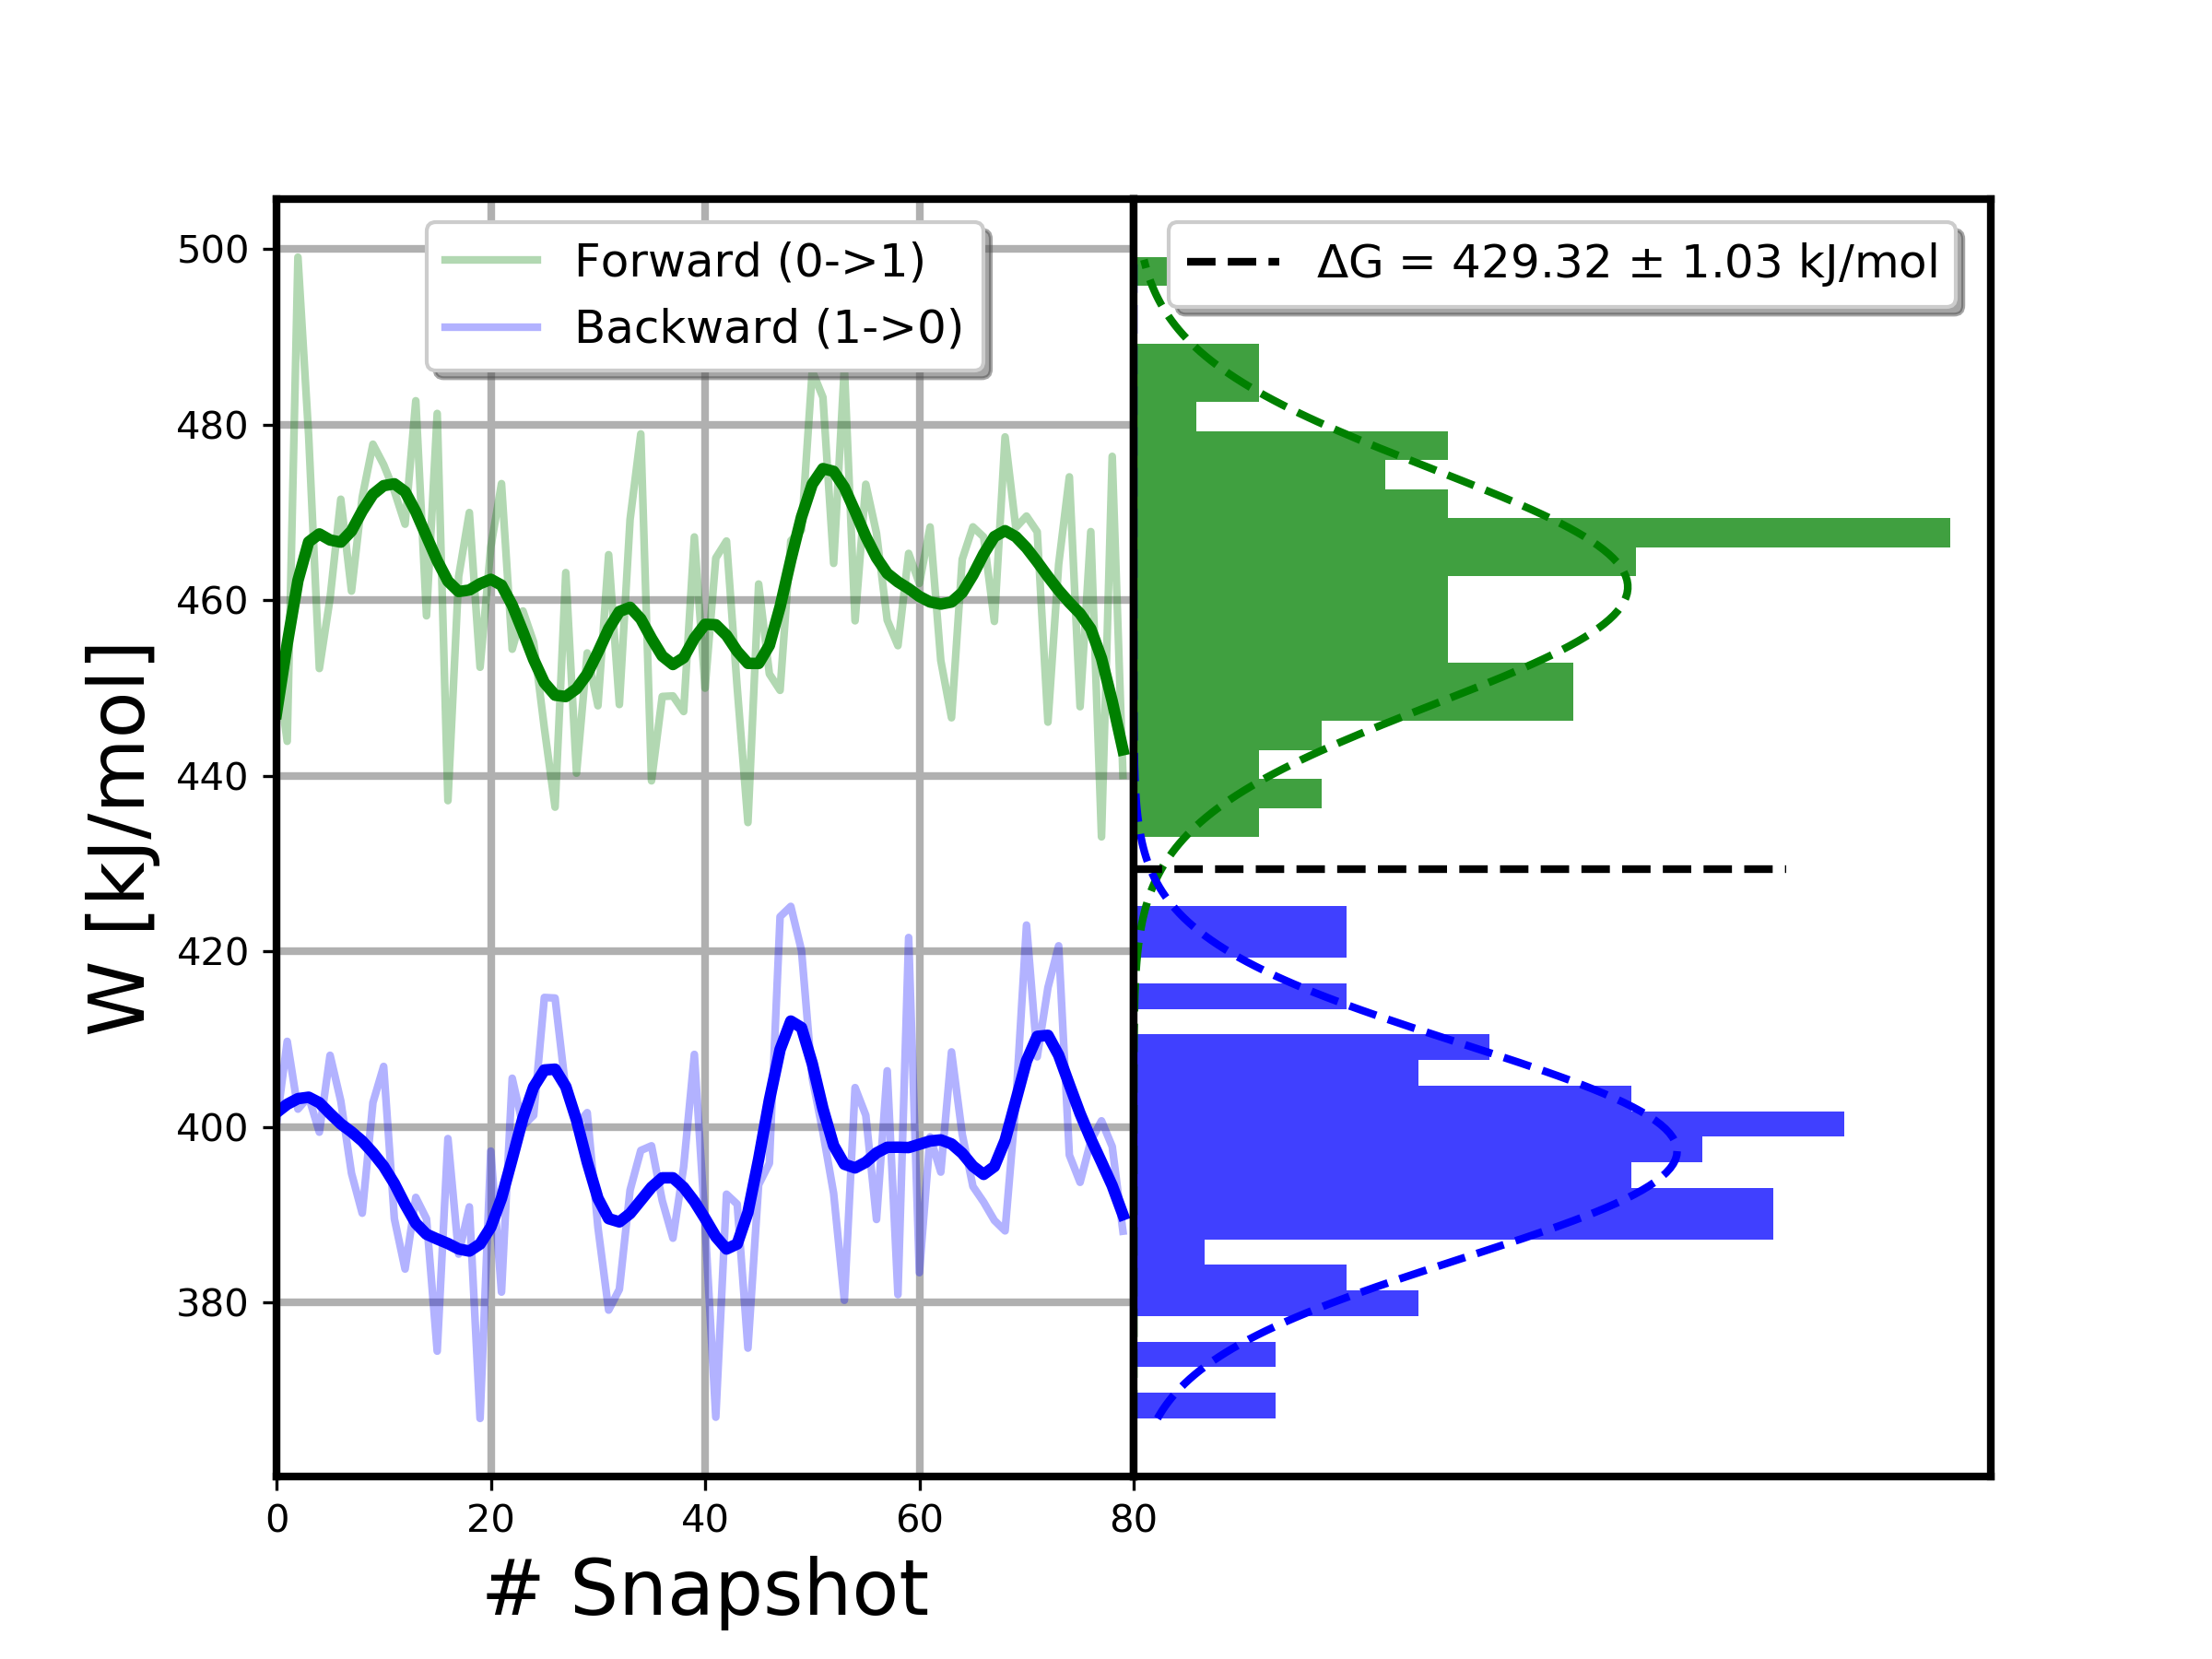 Forward (0->1)
Backward (1->0)
ΔG = 429.32 ± 1.03 kJ/mol
500
480
460
440
420
400
380
W [kJ/mol]
0 20 40 60 80
# Snapshot